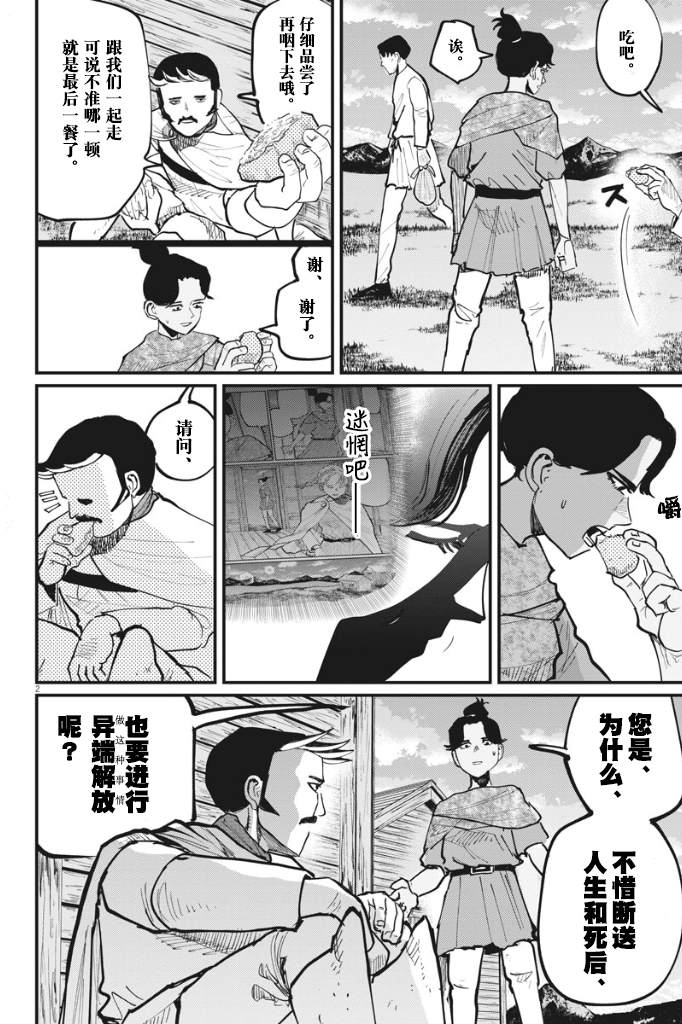 吃吧。
诶。
ス
仔细品尝了
再咽下去哦。
跟我们一起走
可说不准哪一顿
就是最后一餐了。
谢、
谢了。
嚼
迷惘吧——
请问、
您是、
为什么、
不惜断送
人生和死后、
也要进行
异端解放
做这种事情
呢？
2